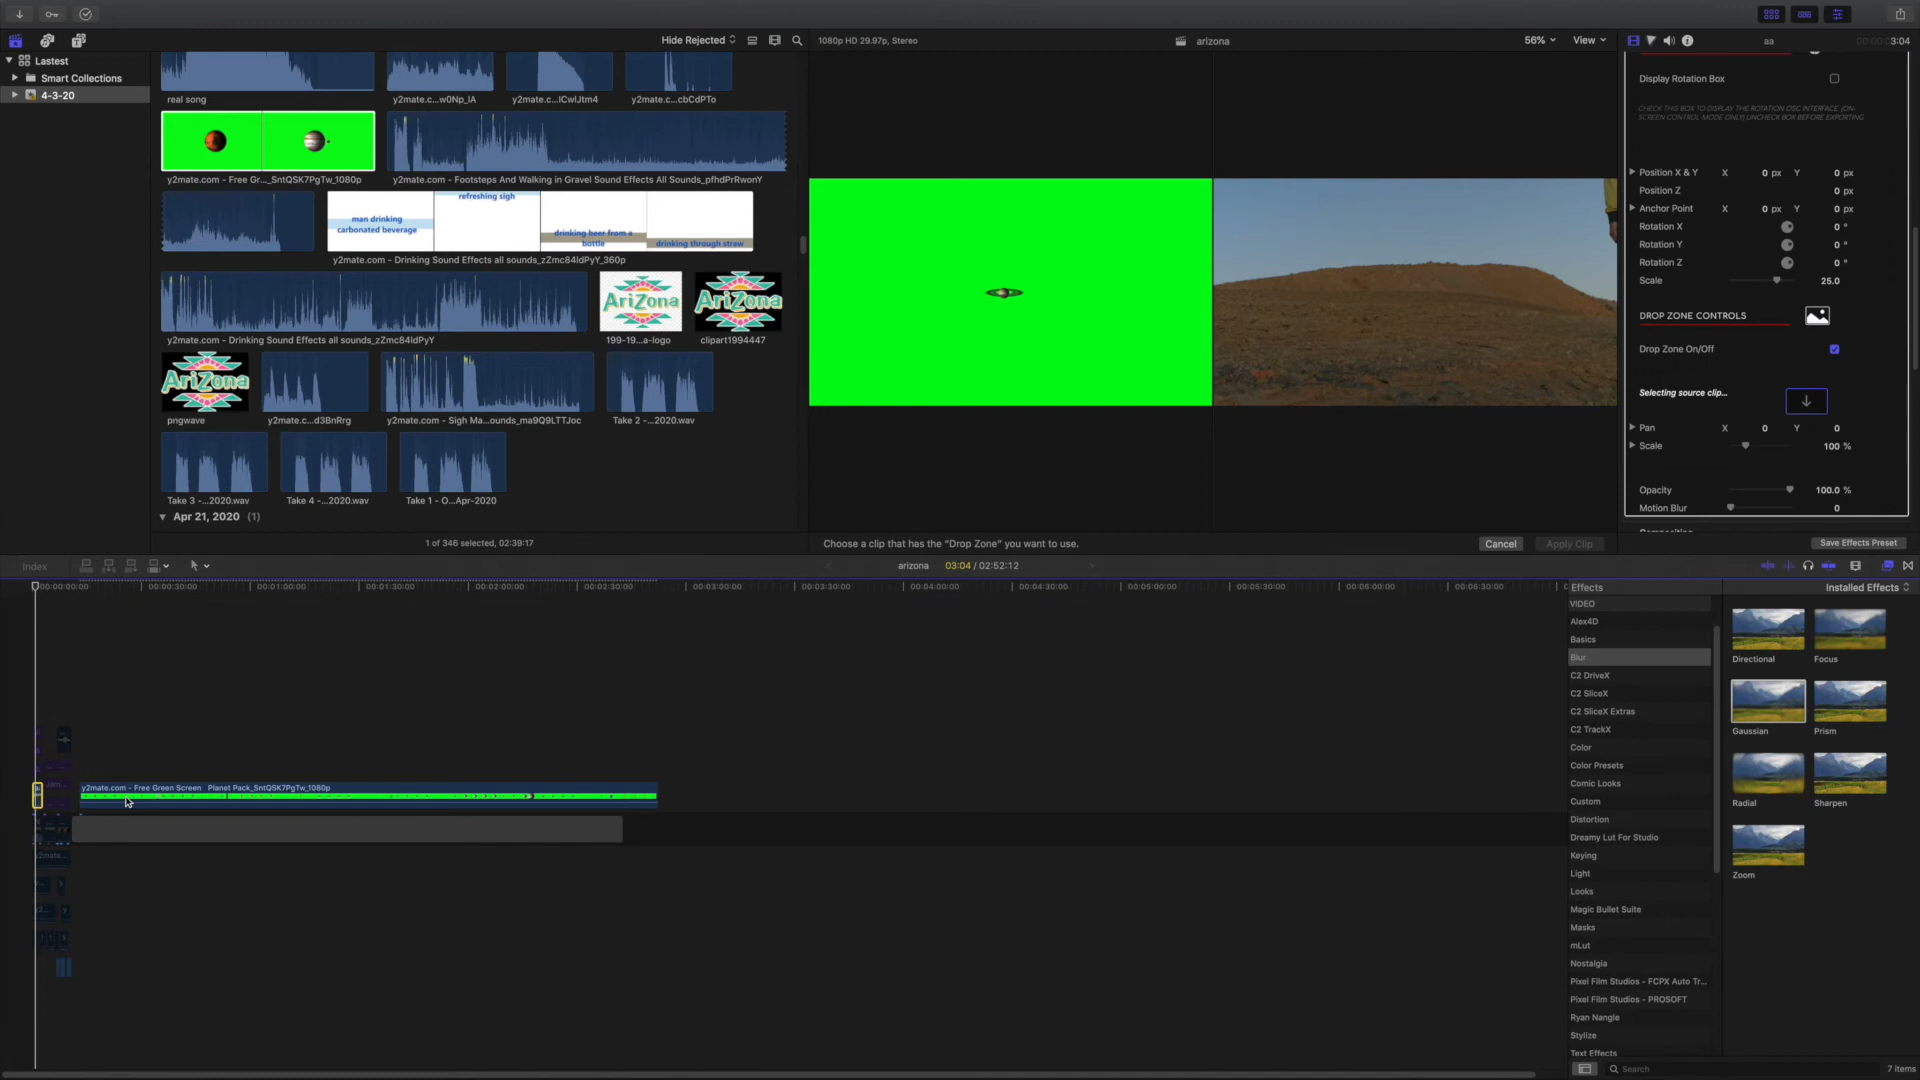 Hide Rejected
1080p HD 29.97p, Stereo
arizona
56%
View
aa
3:04
Lastest
Smart Collections
4-3-20
real song
y2mate.c...w0Np_lA
y2mate.c...lCwlJtm4
y2mate.c...cbCdPTo
y2mate.com - Free Gr..._SntQSK7PgTw_1080p
y2mate.com - Footsteps And Walking in Gravel Sound Effects All Sounds_pfhdPrRwonY
man drinking
carbonated beverage
refreshing sigh
drinking beer from a
bottle
drinking through straw
y2mate.com - Drinking Sound Effects all sounds_zZmc84ldPyY_360p
AriZona
AriZona
y2mate.com - Drinking Sound Effects all sounds_zZmc84ldPyY
199-19...a-logo
clipart1994447
AriZona
pngwave
y2mate.c...d3BnRrg
y2mate.com - Sigh Ma...ounds_ma9Q9LTTJoc
Take 2 -...2020.wav
Take 3 -...2020.wav
Take 4 -...2020.wav
Take 1 - O...Apr-2020
Apr 21, 2020 (1)
1 of 346 selected, 02:39:17
Choose a clip that has the "Drop Zone" you want to use.
Cancel
Apply Clip
Display Rotation Box
CHECK THIS BOX TO DISPLAY THE ROTATION OSC INTERFACE. (ON-
SCREEN CONTROL MODE ONLY) UNCHECK BOX BEFORE EXPORTING
Position X & Y X 0 px Y 0 px
Position Z 0 px
Anchor Point X 0 px Y 0 px
Rotation X 0 °
Rotation Y 0 °
Rotation Z 0 °
Scale 25.0
DROP ZONE CONTROLS
Drop Zone On/Off
Selecting source clip...
Pan X 0 Y 0
Scale 100 %
Opacity 100.0 %
Motion Blur 0
Save Effects Preset
Index
arizona
03:04 / 02:52:12
00:00:00:00
00:00:30:00
00:01:00:00
00:01:30:00
00:02:00:00
00:02:30:00
00:03:00:00
00:03:30:00
00:04:00:00
00:04:30:00
00:05:00:00
00:05:30:00
00:06:00:00
00:06:30:00
y2mate.com - Free Green Screen Planet Pack_SntQSK7PgTw_1080p
Effects
Installed Effects
VIDEO
Alex4D
Basics
Blur
C2 DriveX
C2 SliceX
C2 SliceX Extras
C2 TrackX
Color
Color Presets
Comic Looks
Custom
Distortion
Dreamy Lut For Studio
Keying
Light
Looks
Magic Bullet Suite
Masks
mLut
Nostalgia
Pixel Film Studios - FCPX Auto Tr...
Pixel Film Studios - PROSOFT
Ryan Nangle
Stylize
Text Effects
Directional
Focus
Gaussian
Prism
Radial
Sharpen
Zoom
Search
7 items